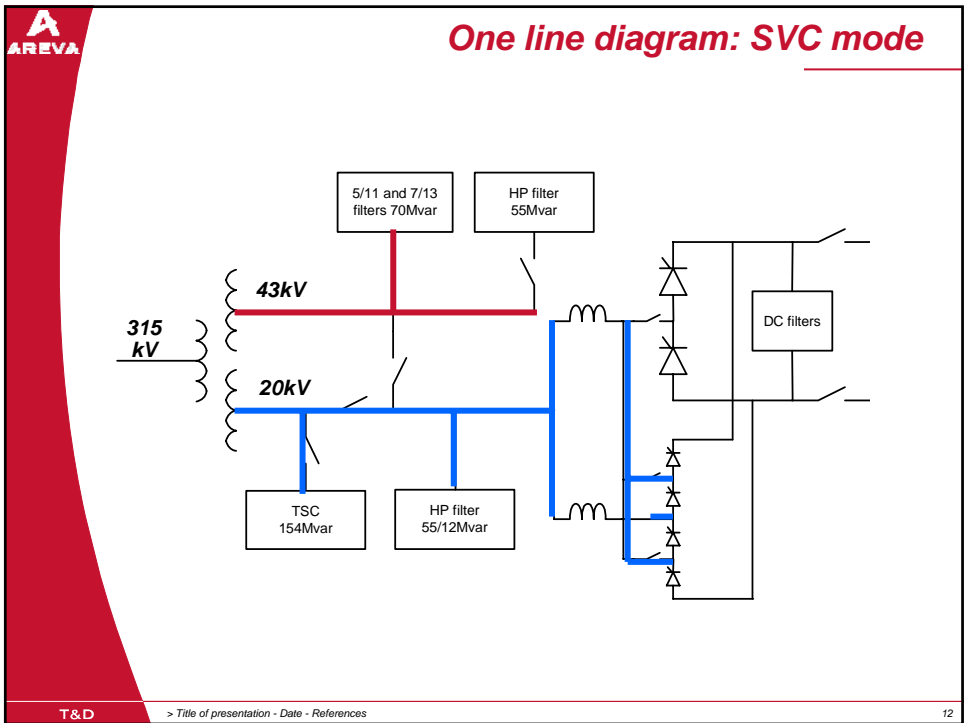 A
AREVA
One line diagram: SVC mode
5/11 and 7/13
filters 70Mvar
HP filter
55Mvar
43kV
315
kV
DC filters
20kV
TSC
154Mvar
HP filter
55/12Mvar
T&D
> Title of presentation - Date - References
12